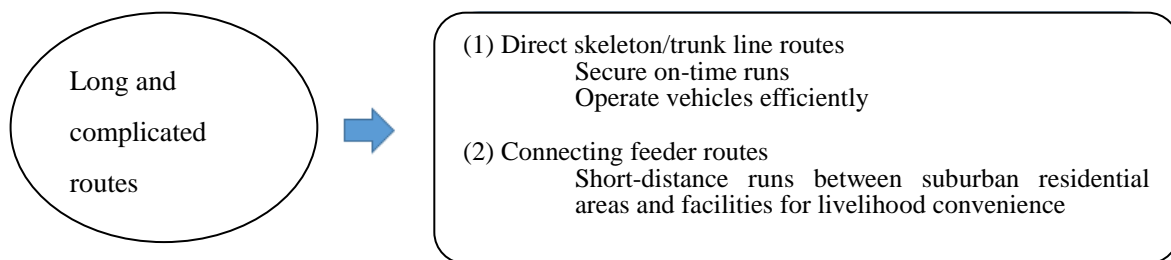 Long and
complicated
routes
(1) Direct skeleton/trunk line routes
Secure on-time runs
Operate vehicles efficiently
(2) Connecting feeder routes
Short-distance runs between suburban residential
areas and facilities for livelihood convenience